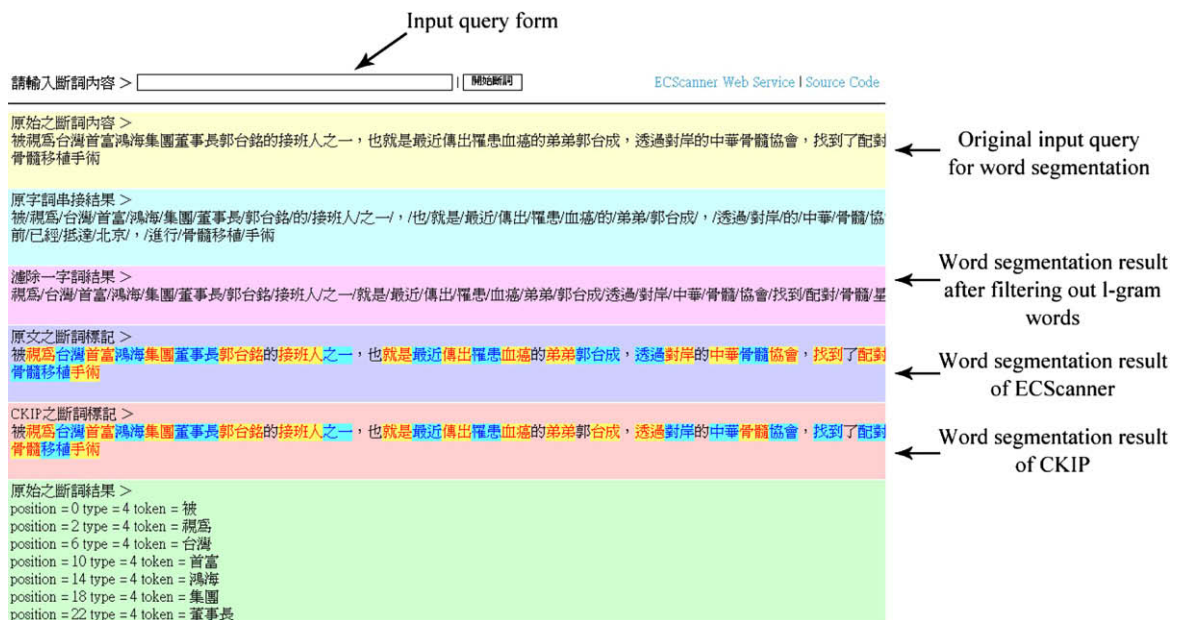 Input query form
請輸入斷詞內容 > | 開始斷詞 ECScanner Web Service | Source Code
原始之斷詞內容 >
被視為台灣首富鴻海集團董事長郭台銘的接班人之一，也就是最近傳出罹患血癌的弟弟郭台成，透過對岸的中華骨髓協會，找到了配對
骨髓移植手術
Original input query
for word segmentation
原字詞串接結果 >
被/視為/台灣/首富/鴻海/集團/董事長/郭台銘/的/接班人/之一/，/也/就是/最近/傳出/罹患/血癌/的/弟弟/郭台成/，/透過/對岸/的/中華/骨髓/協
前/已經/抵達/北京/，/進行/骨髓移植/手術
濾除一字詞結果 >
視為/台灣/首富/鴻海/集團/董事長/郭台銘/接班人/之一/就是/最近/傳出/罹患/血癌/弟弟/郭台成/透過/對岸/中華/骨髓/協會/找到/配對/骨髓/
Word segmentation result
after filtering out l-gram
words
原文之斷詞標記 >
被視為台灣首富鴻海集團董事長郭台銘的接班人之一，也就是最近傳出罹患血癌的弟弟郭台成，透過對岸的中華骨髓協會，找到了配對
骨髓移植手術
Word segmentation result
of ECScanner
CKIP之斷詞標記 >
被視為台灣首富鴻海集團董事長郭台銘的接班人之一，也就是最近傳出罹患血癌的弟弟郭台成，透過對岸的中華骨髓協會，找到了配對
骨髓移植手術
Word segmentation result
of CKIP
原始之斷詞結果 >
position = 0 type = 4 token = 被
position = 2 type = 4 token = 視為
position = 6 type = 4 token = 台灣
position = 10 type = 4 token = 首富
position = 14 type = 4 token = 鴻海
position = 18 type = 4 token = 集團
position = 22 type = 4 token = 董事長